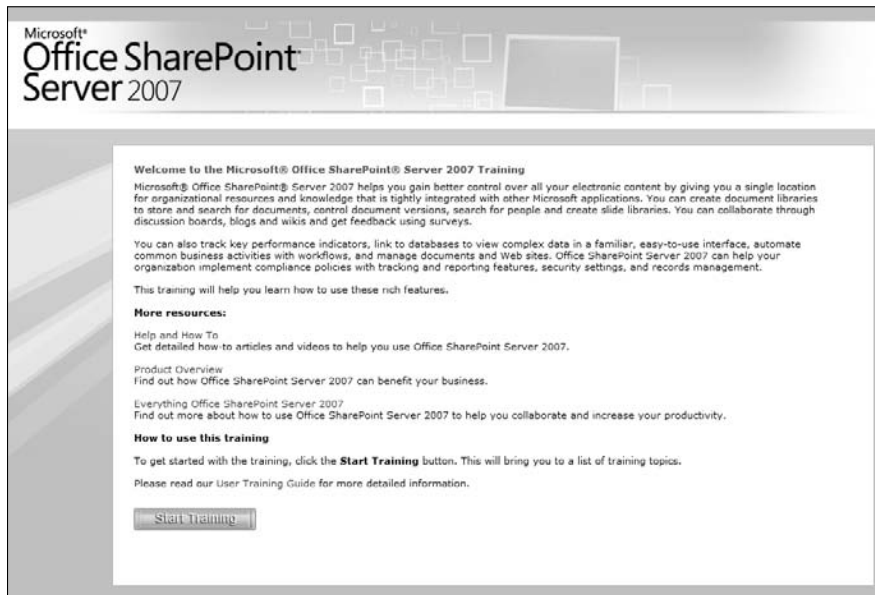 Microsoft®
Office SharePoint®
Server 2007
Welcome to the Microsoft® Office SharePoint® Server 2007 Training
Microsoft® Office SharePoint® Server 2007 helps you gain better control over all your electronic content by giving you a single location
for organizational resources and knowledge that is tightly integrated with other Microsoft applications. You can create document libraries
to store and search for documents, control document versions, search for people and create slide libraries. You can collaborate through
discussion boards, blogs and wikis and get feedback using surveys.
You can also track key performance indicators, link to databases to view complex data in a familiar, easy-to-use interface, automate
common business activities with workflows, and manage documents and Web sites. Office SharePoint Server 2007 can help your
organization implement compliance policies with tracking and reporting features, security settings, and records management.
This training will help you learn how to use these rich features.
More resources:
Help and How To
Get detailed how-to articles and videos to help you use Office SharePoint Server 2007.
Product Overview
Find out how Office SharePoint Server 2007 can benefit your business.
Everything Office SharePoint Server 2007
Find out more about how to use Office SharePoint Server 2007 to help you collaborate and increase your productivity.
How to use this training
To get started with the training, click the Start Training button. This will bring you to a list of training topics.
Please read our User Training Guide for more detailed information.
Start Training